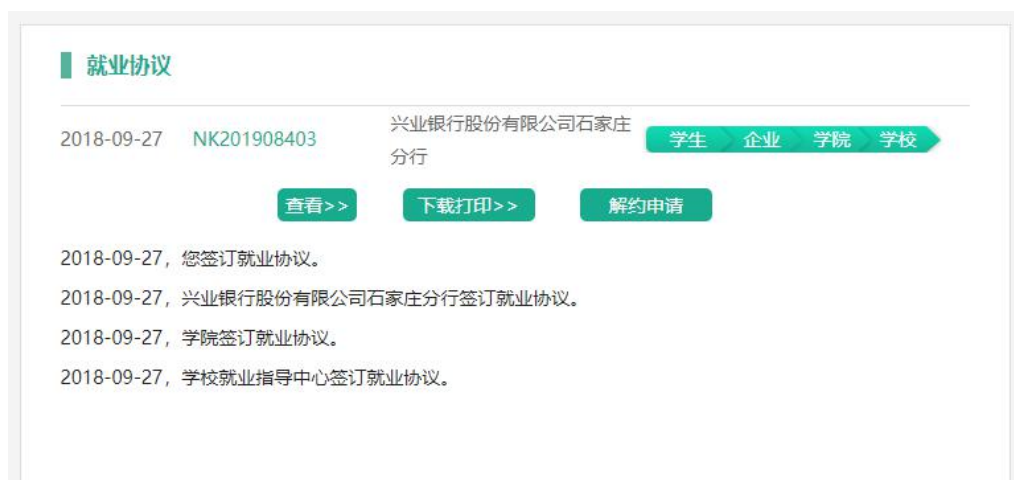 就业协议
2018-09-27 NK201908403 兴业银行股份有限公司石家庄
分行
学生 企业 学院 学校
查看>> 下载打印>> 解约申请
2018-09-27，您签订就业协议。
2018-09-27，兴业银行股份有限公司石家庄分行签订就业协议。
2018-09-27，学院签订就业协议。
2018-09-27，学校就业指导中心签订就业协议。